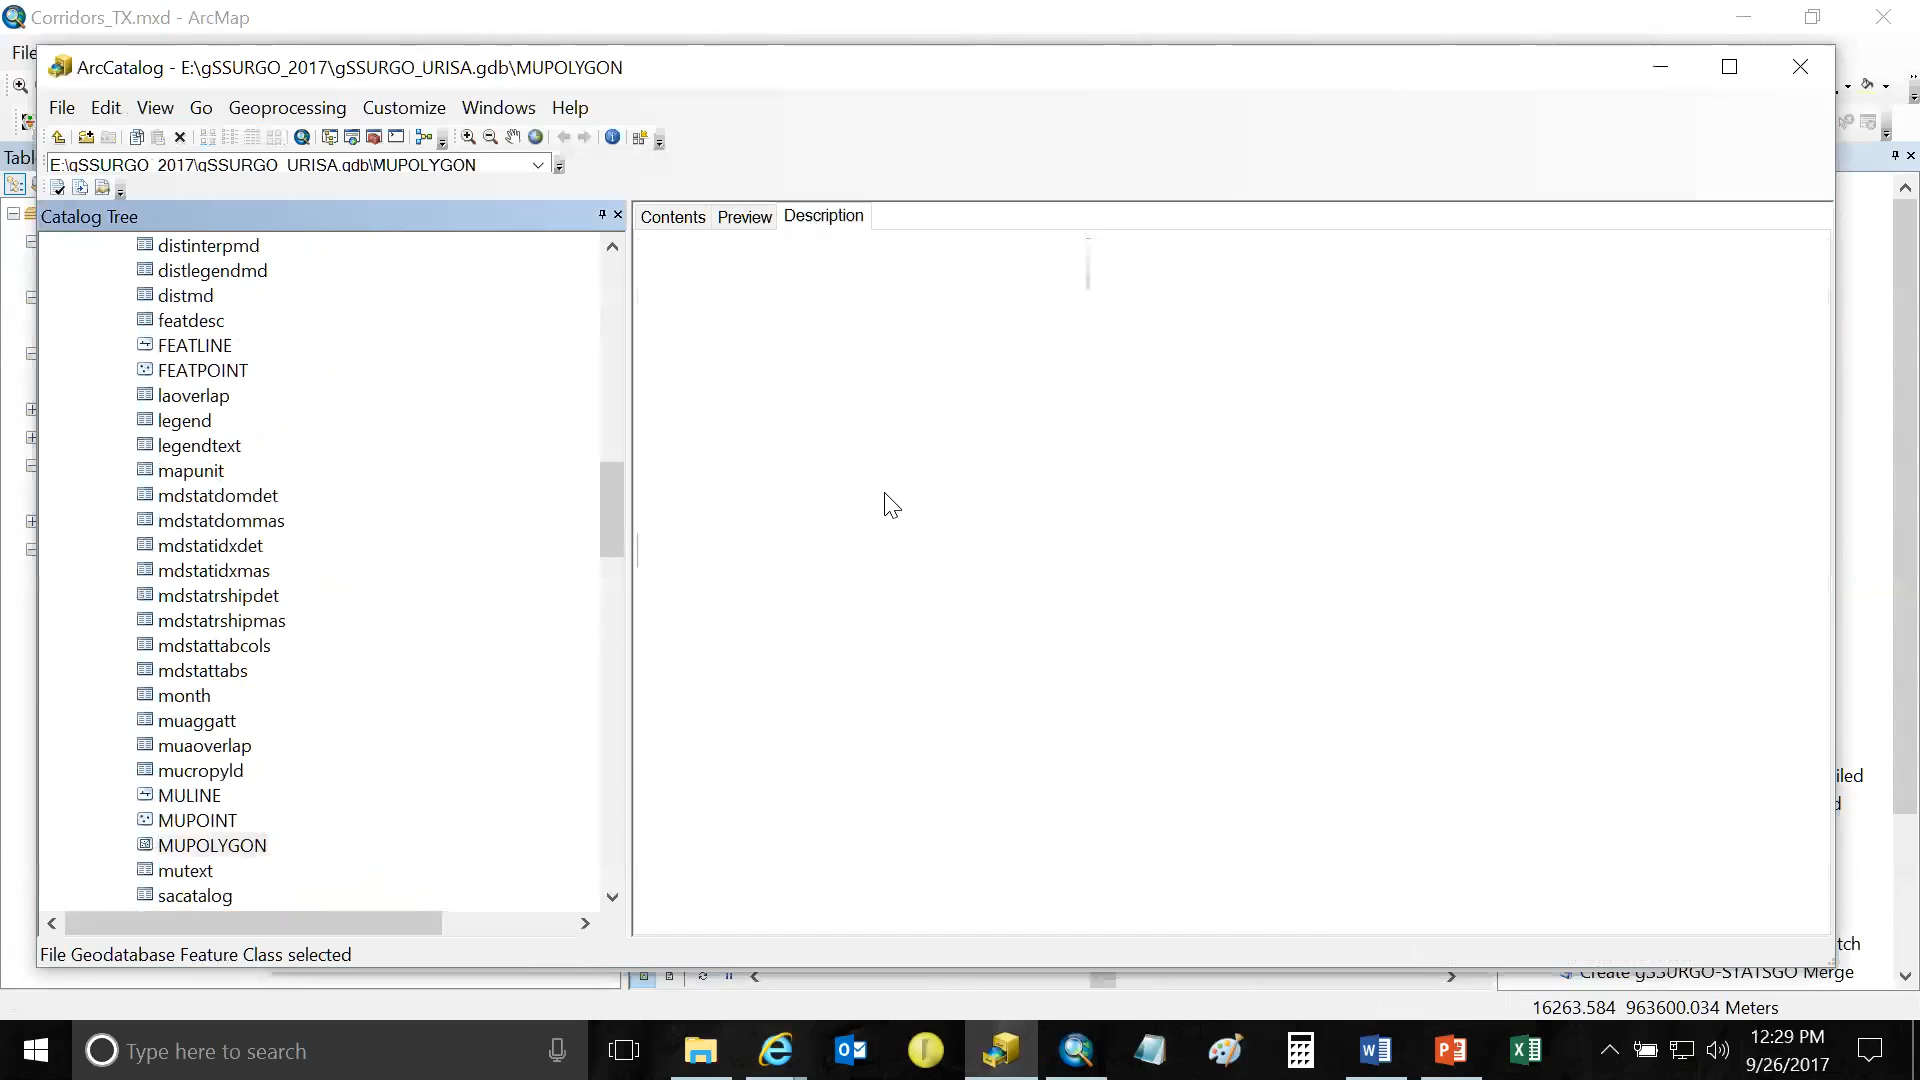 Corridors_TX.mxd - ArcMap
File
ArcCatalog - E:\gSSURGO_2017\gSSURGO_URISA.gdb\MUPOLYGON
File Edit View Go Geoprocessing Customize Windows Help
E:\gSSURGO_2017\gSSURGO_URISA.gdb\MUPOLYGON
Tabl
Catalog Tree
Contents Preview Description
distinterpmd
distlegendmd
distmd
featdesc
FEATLINE
FEATPOINT
laoverlap
legend
legendtext
mapunit
mdstatdomdet
mdstatdommas
mdstatidxdet
mdstatidxmas
mdstatrshipdet
mdstatrshipmas
mdstattabcols
mdstattabs
month
muaggatt
muaoverlap
mucropyld
MULINE
MUPOINT
MUPOLYGON
mutext
sacatalog
iled
d
tch
File Geodatabase Feature Class selected
Create gSSURGO-STATSGO Merge
16263.584 963600.034 Meters
Type here to search
12:29 PM
9/26/2017